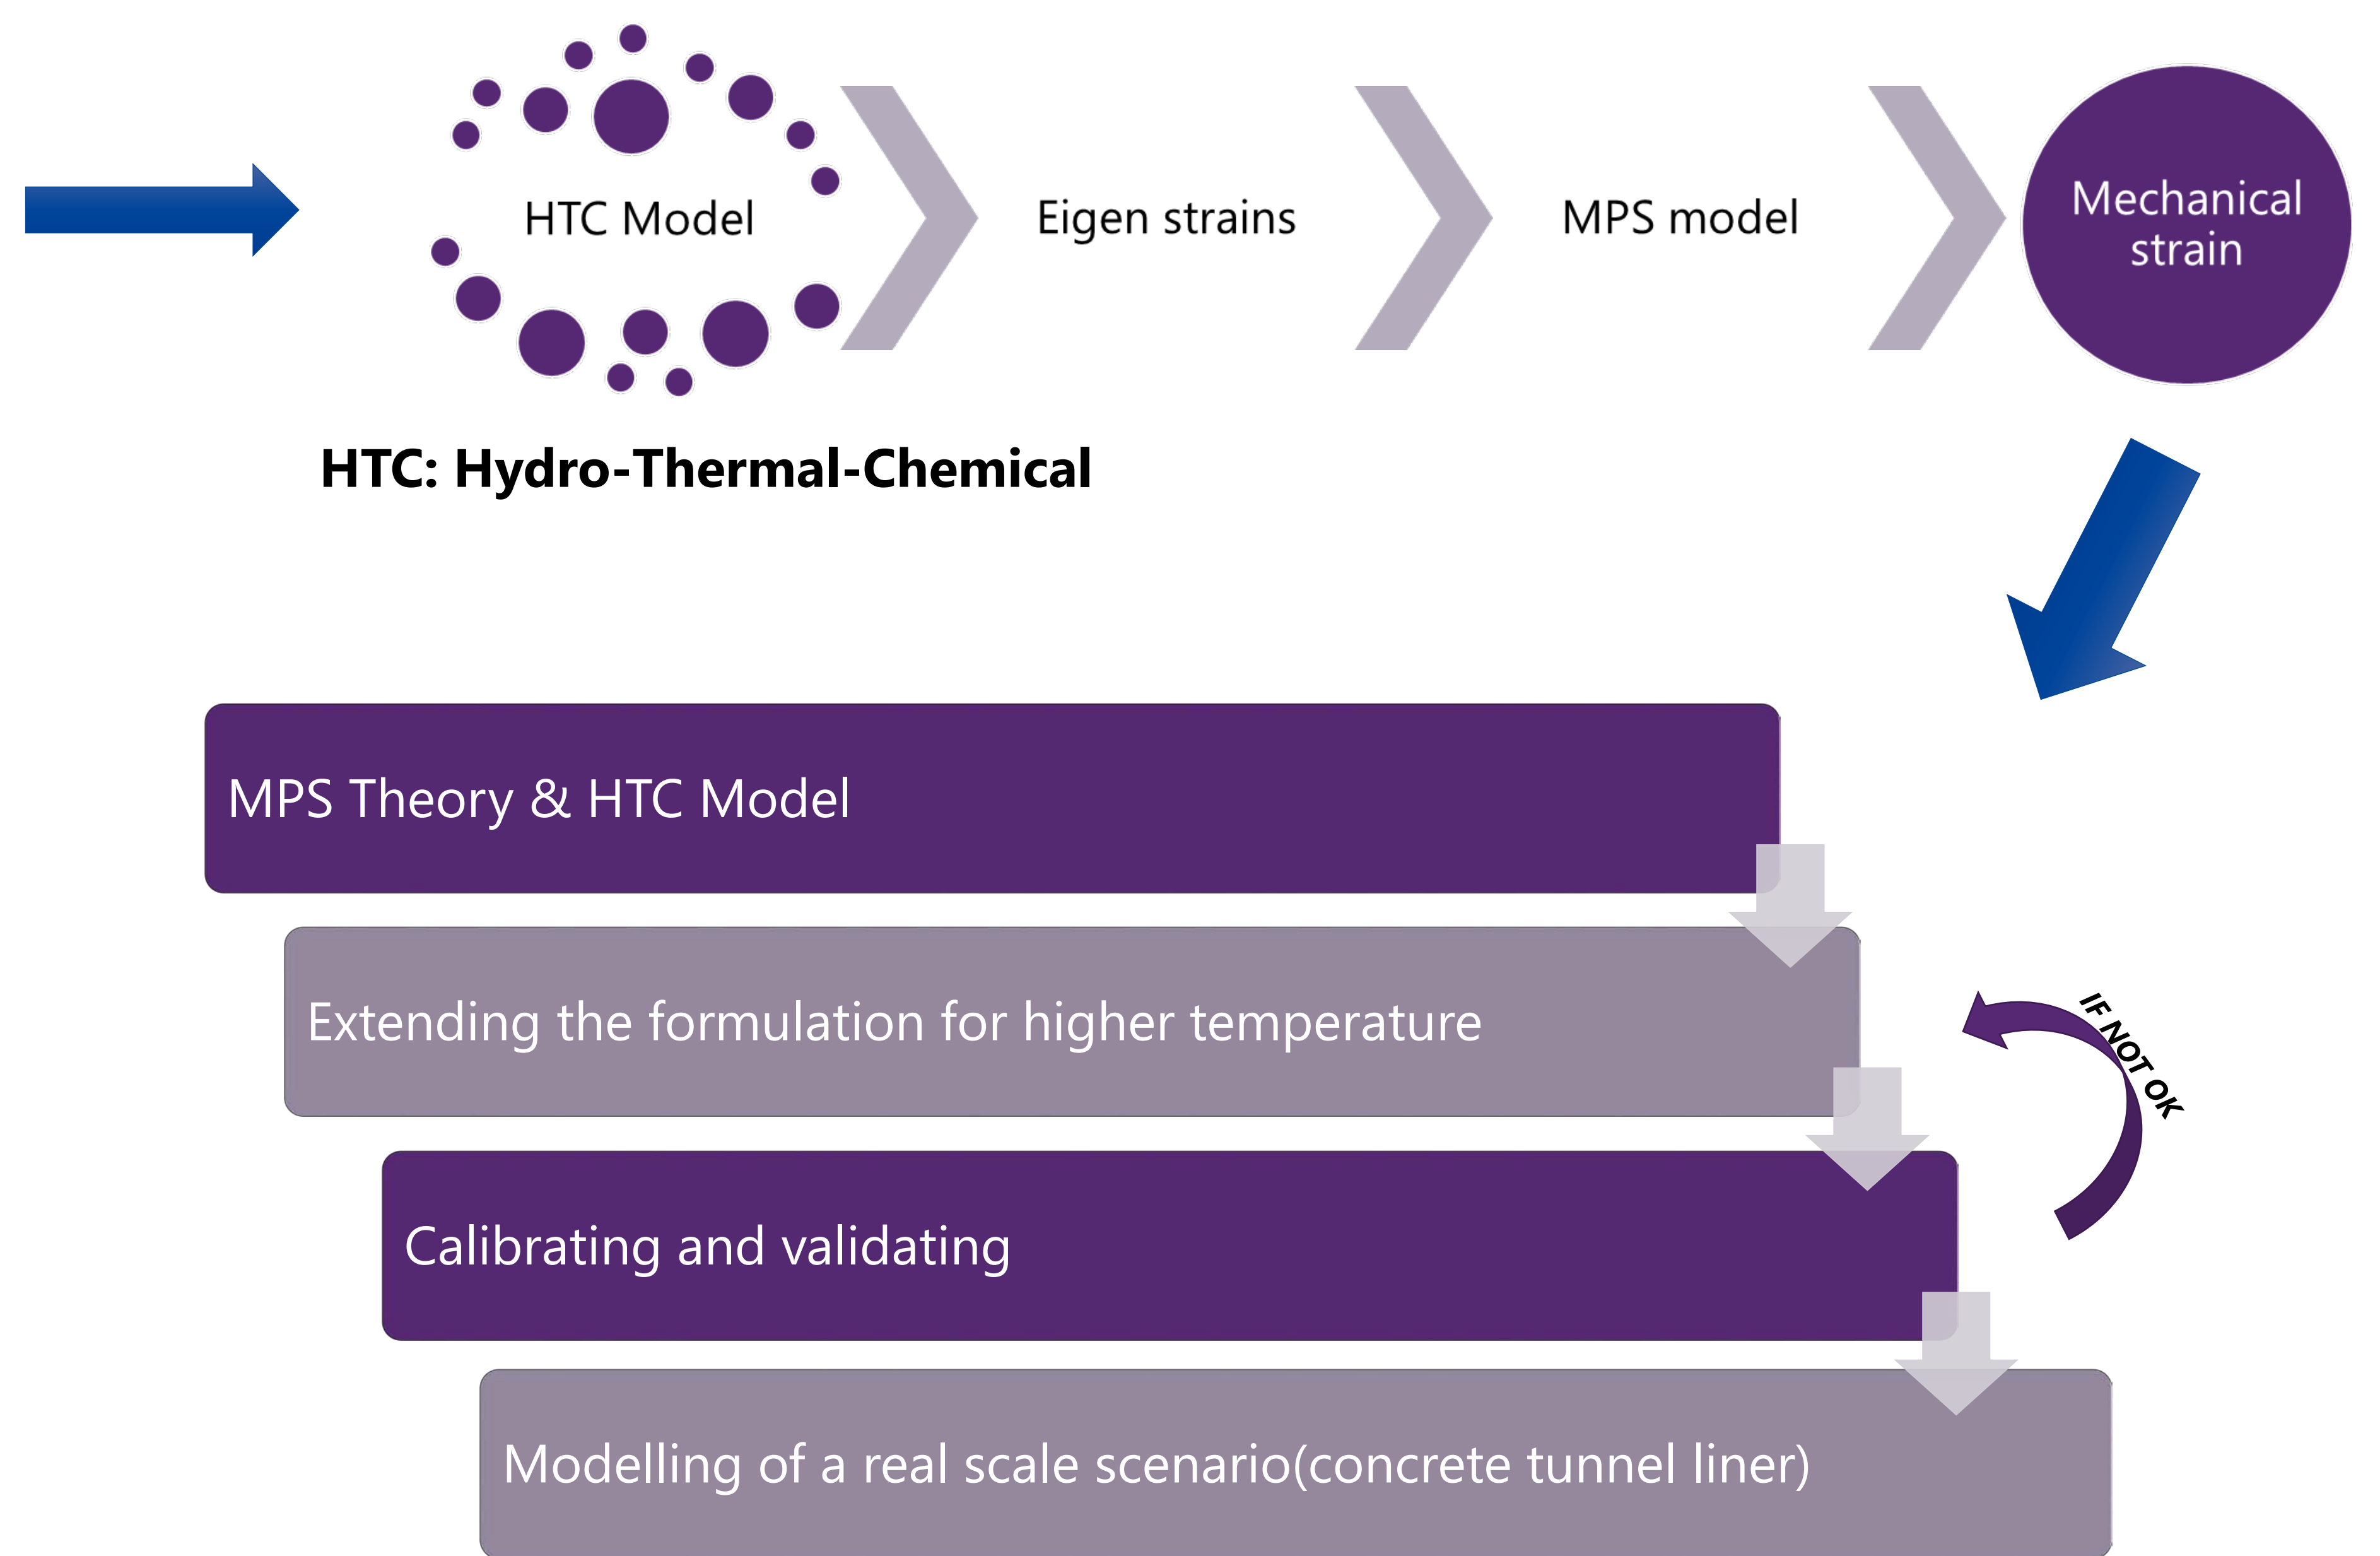 HTC Model
Eigen strains
MPS model
Mechanical
strain
HTC: Hydro-Thermal-Chemical
MPS Theory & HTC Model
Extending the formulation for higher temperature
IF NOT OK
Calibrating and validating
Modelling of a real scale scenario(concrete tunnel liner)